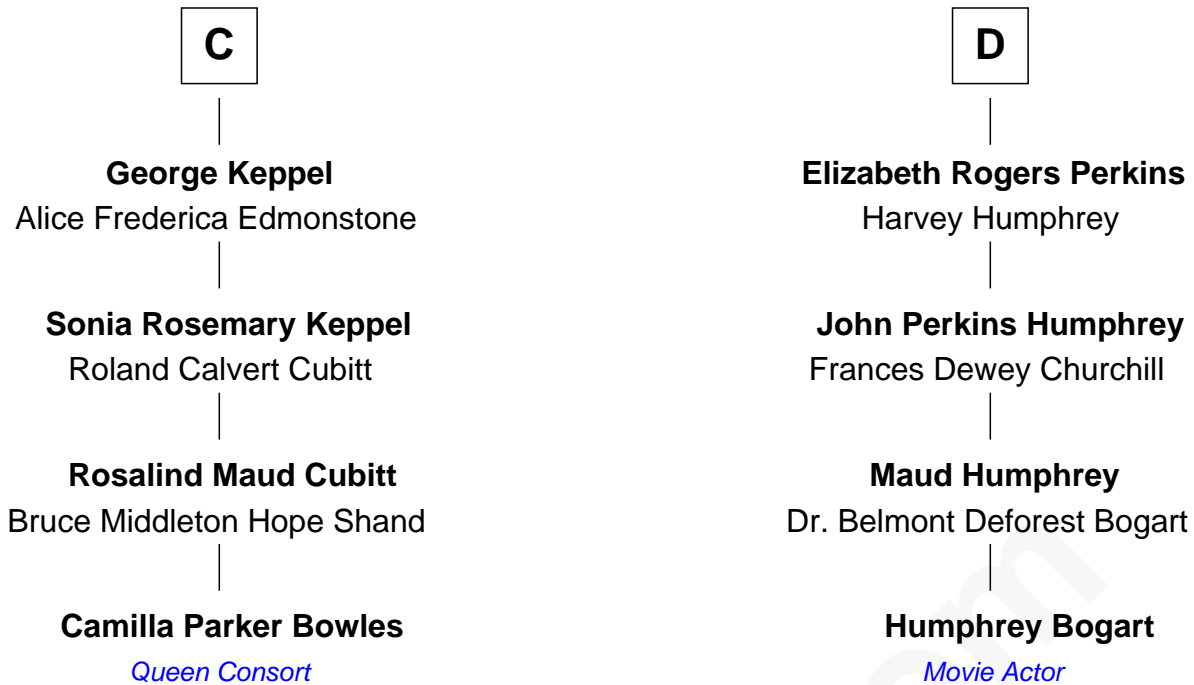 C
George Keppel
Alice Frederica Edmonstone
Sonia Rosemary Keppel
Roland Calvert Cubitt
Rosalind Maud Cubitt
Bruce Middleton Hope Shand
Camilla Parker Bowles
Queen Consort
D
Elizabeth Rogers Perkins
Harvey Humphrey
John Perkins Humphrey
Frances Dewey Churchill
Maud Humphrey
Dr. Belmont Deforest Bogart
Humphrey Bogart
Movie Actor